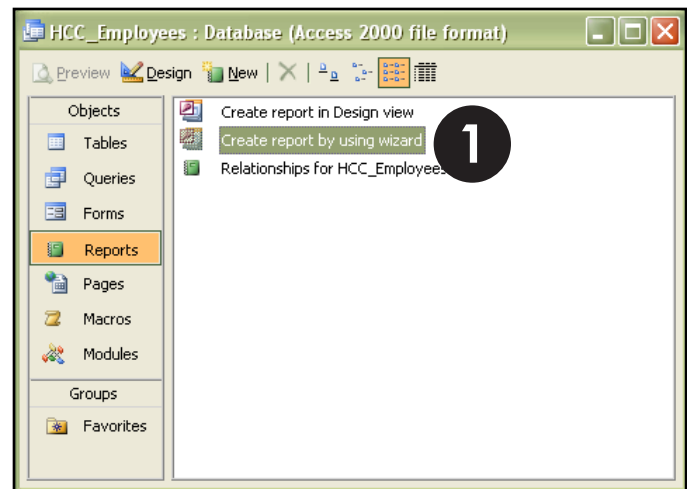 HCC_Employees : Database (Access 2000 file format)
Preview Design New
Objects
Tables
Queries
Forms
Reports
Pages
Macros
Modules
Groups
Favorites
Create report in Design view
Create report by using wizard
Relationships for HCC_Employees
1